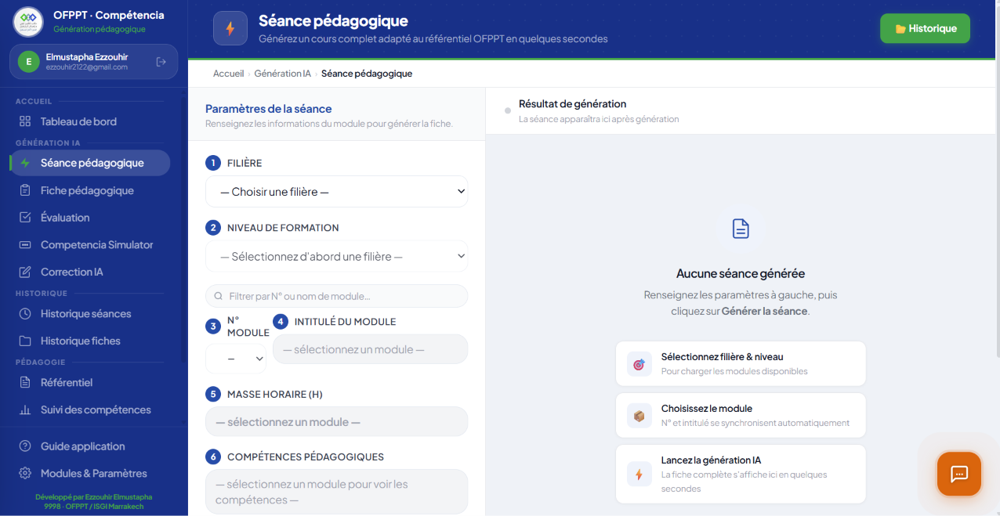 OFPPT · Compétencia
Génération pédagogique
E
Elmustapha Ezzouhir
ezzouhir2122@gmail.com
ACCUEIL
Tableau de bord
GÉNÉRATION IA
Séance pédagogique
Fiche pédagogique
Évaluation
Competencia Simulator
Correction IA
HISTORIQUE
Historique séances
Historique fiches
PÉDAGOGIE
Référentiel
Suivi des compétences
Guide application
Modules & Paramètres
Développé par Ezzouhir Elmustapha
9998 · OFPPT / ISGI Marrakech
Séance pédagogique
Générez un cours complet adapté au référentiel OFPPT en quelques secondes
Historique
Accueil › Génération IA › Séance pédagogique
Paramètres de la séance
Renseignez les informations du module pour générer la fiche.
1 FILIÈRE
— Choisir une filière —
2 NIVEAU DE FORMATION
— Sélectionnez d'abord une filière —
Filtrer par N° ou nom de module...
3 N° MODULE
—
4 INTITULÉ DU MODULE
— sélectionnez un module —
5 MASSE HORAIRE (H)
— sélectionnez un module —
6 COMPÉTENCES PÉDAGOGIQUES
— sélectionnez un module pour voir les
compétences —
Résultat de génération
La séance apparaîtra ici après génération
Aucune séance générée
Renseignez les paramètres à gauche, puis
cliquez sur Générer la séance.
Sélectionnez filière & niveau
Pour charger les modules disponibles
Choisissez le module
N° et intitulé se synchronisent automatiquement
Lancez la génération IA
La fiche complète s'affiche ici en quelques
secondes